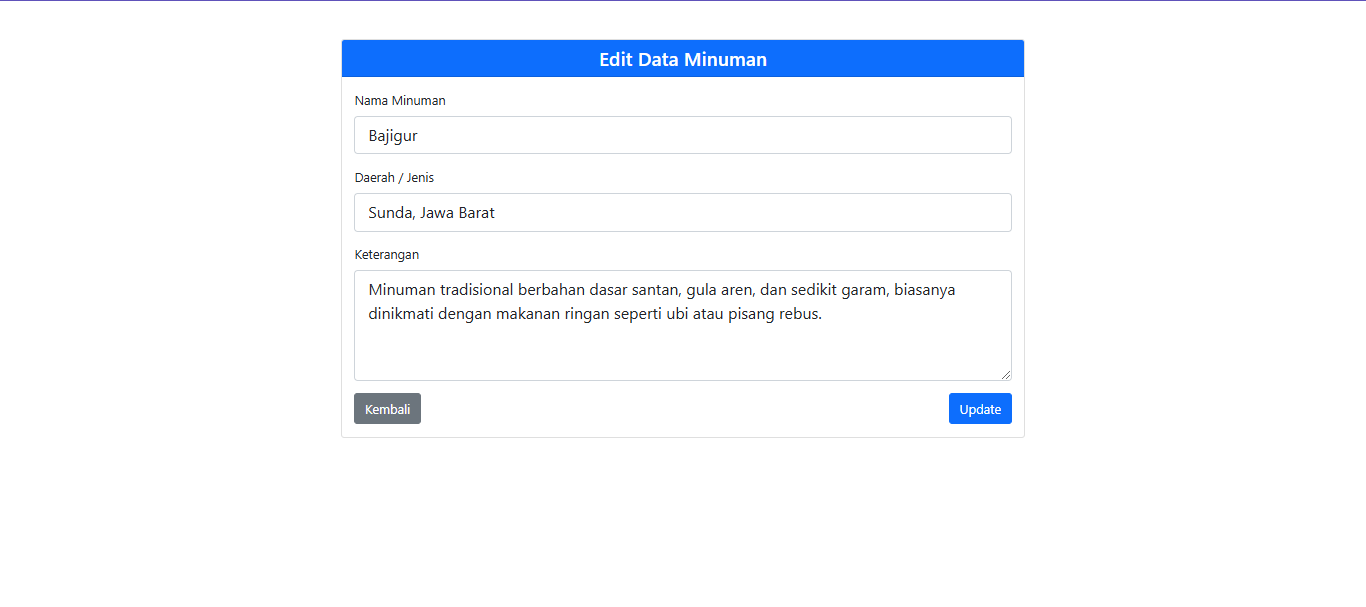 Edit Data Minuman
Nama Minuman
Bajigur
Daerah / Jenis
Sunda, Jawa Barat
Keterangan
Minuman tradisional berbahan dasar santan, gula aren, dan sedikit garam, biasanya
dinikmati dengan makanan ringan seperti ubi atau pisang rebus.
Kembali
Update